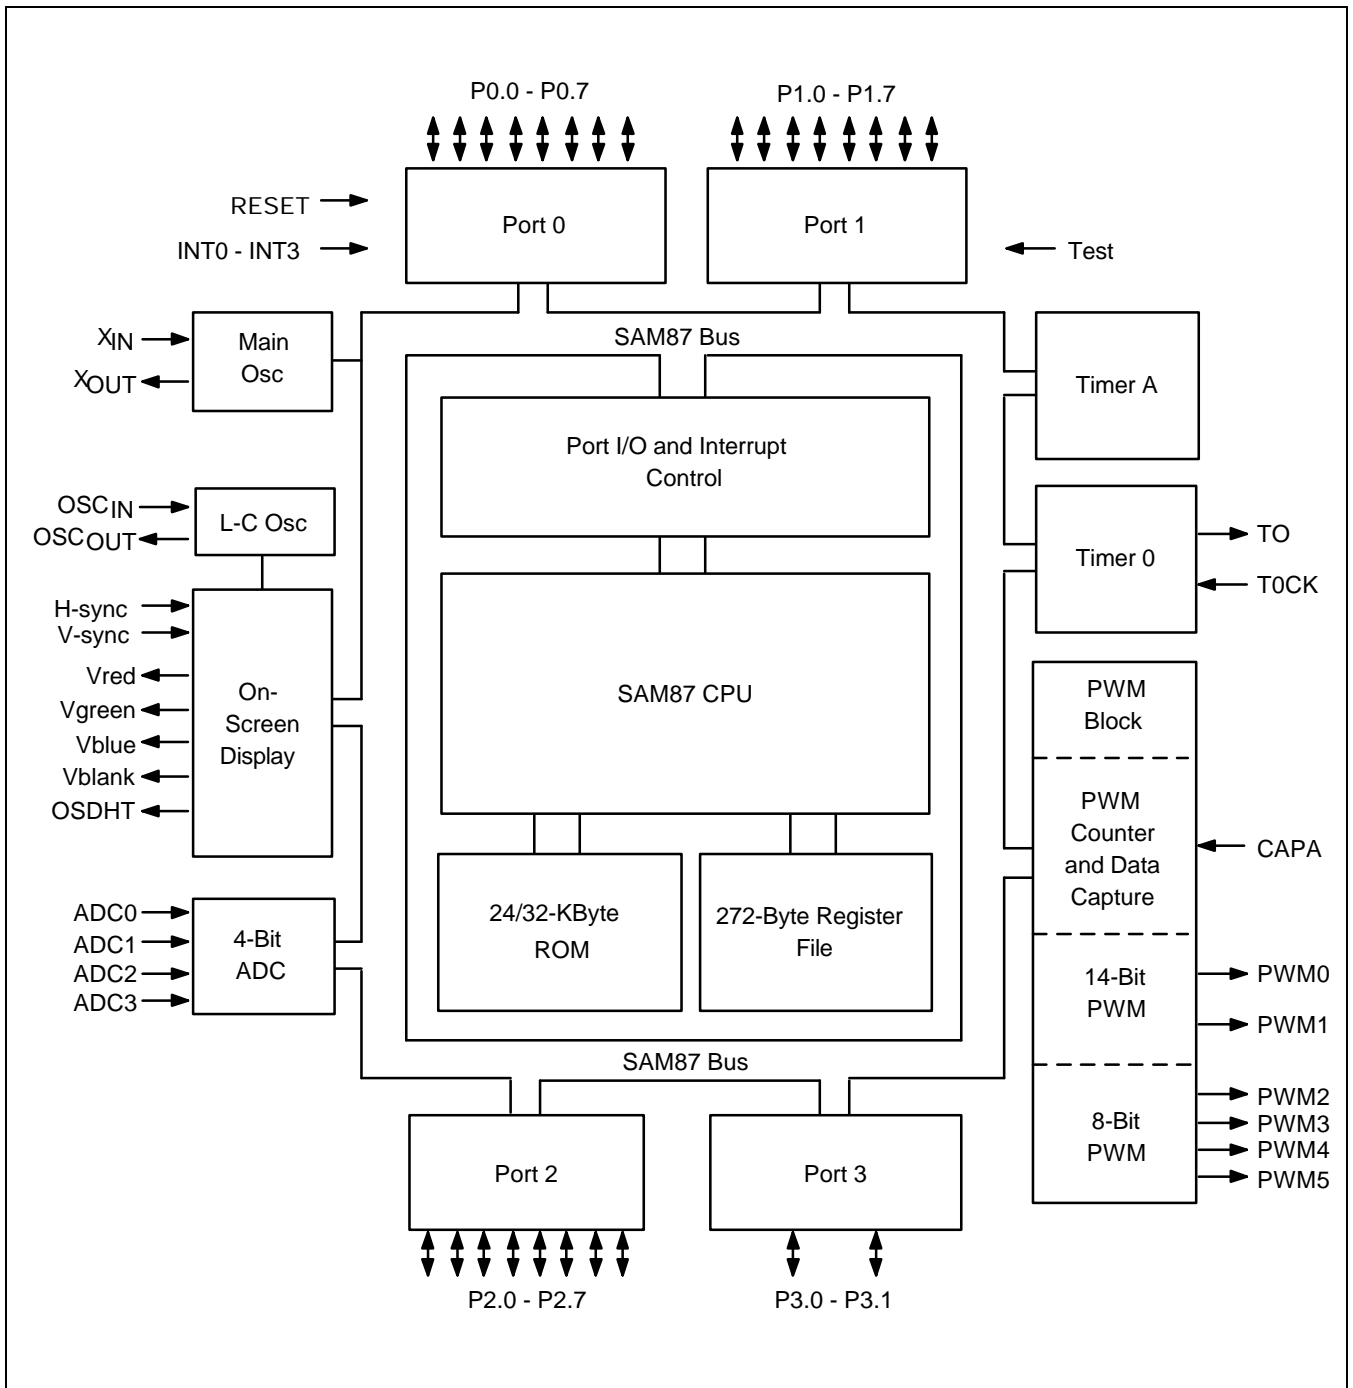 P0.0 - P0.7
P1.0 - P1.7
RESET
INT0 - INT3
Port 0
Port 1
Test
SAM87 Bus
XIN
XOUT
Main
Osc
Timer A
Port I/O and Interrupt
Control
OSCIN
OSCOUT
L-C Osc
Timer 0
TO
T0CK
H-sync
V-sync
Vred
Vgreen
Vblue
Vblank
OSDHT
On-
Screen
Display
SAM87 CPU
PWM
Block
PWM
Counter
and Data
Capture
CAPA
ADC0
ADC1
ADC2
ADC3
4-Bit
ADC
24/32-KByte
ROM
272-Byte Register
File
14-Bit
PWM
PWM0
PWM1
SAM87 Bus
8-Bit
PWM
PWM2
PWM3
PWM4
PWM5
Port 2
Port 3
P2.0 - P2.7
P3.0 - P3.1